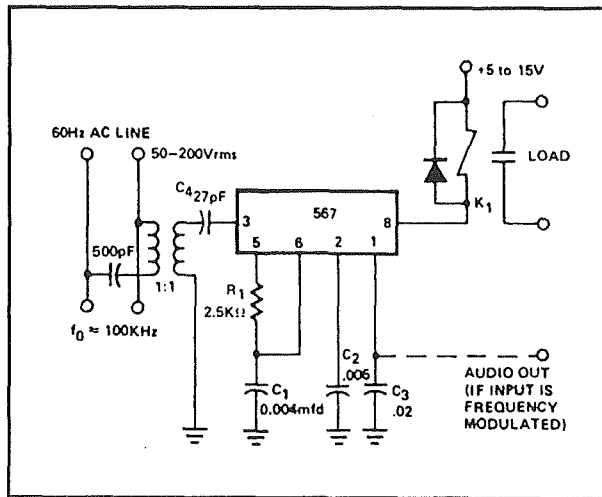 +5 to 15V
60Hz AC LINE
50-200Vrms
LOAD
C4 27pF
3
567
8
K1
5
6
2
1
500pF
1:1
R1
2.5KΩ
f0 ≈ 100KHz
C1
0.004mfd
C2
.006
C3
.02
AUDIO OUT
(IF INPUT IS
FREQUENCY
MODULATED)